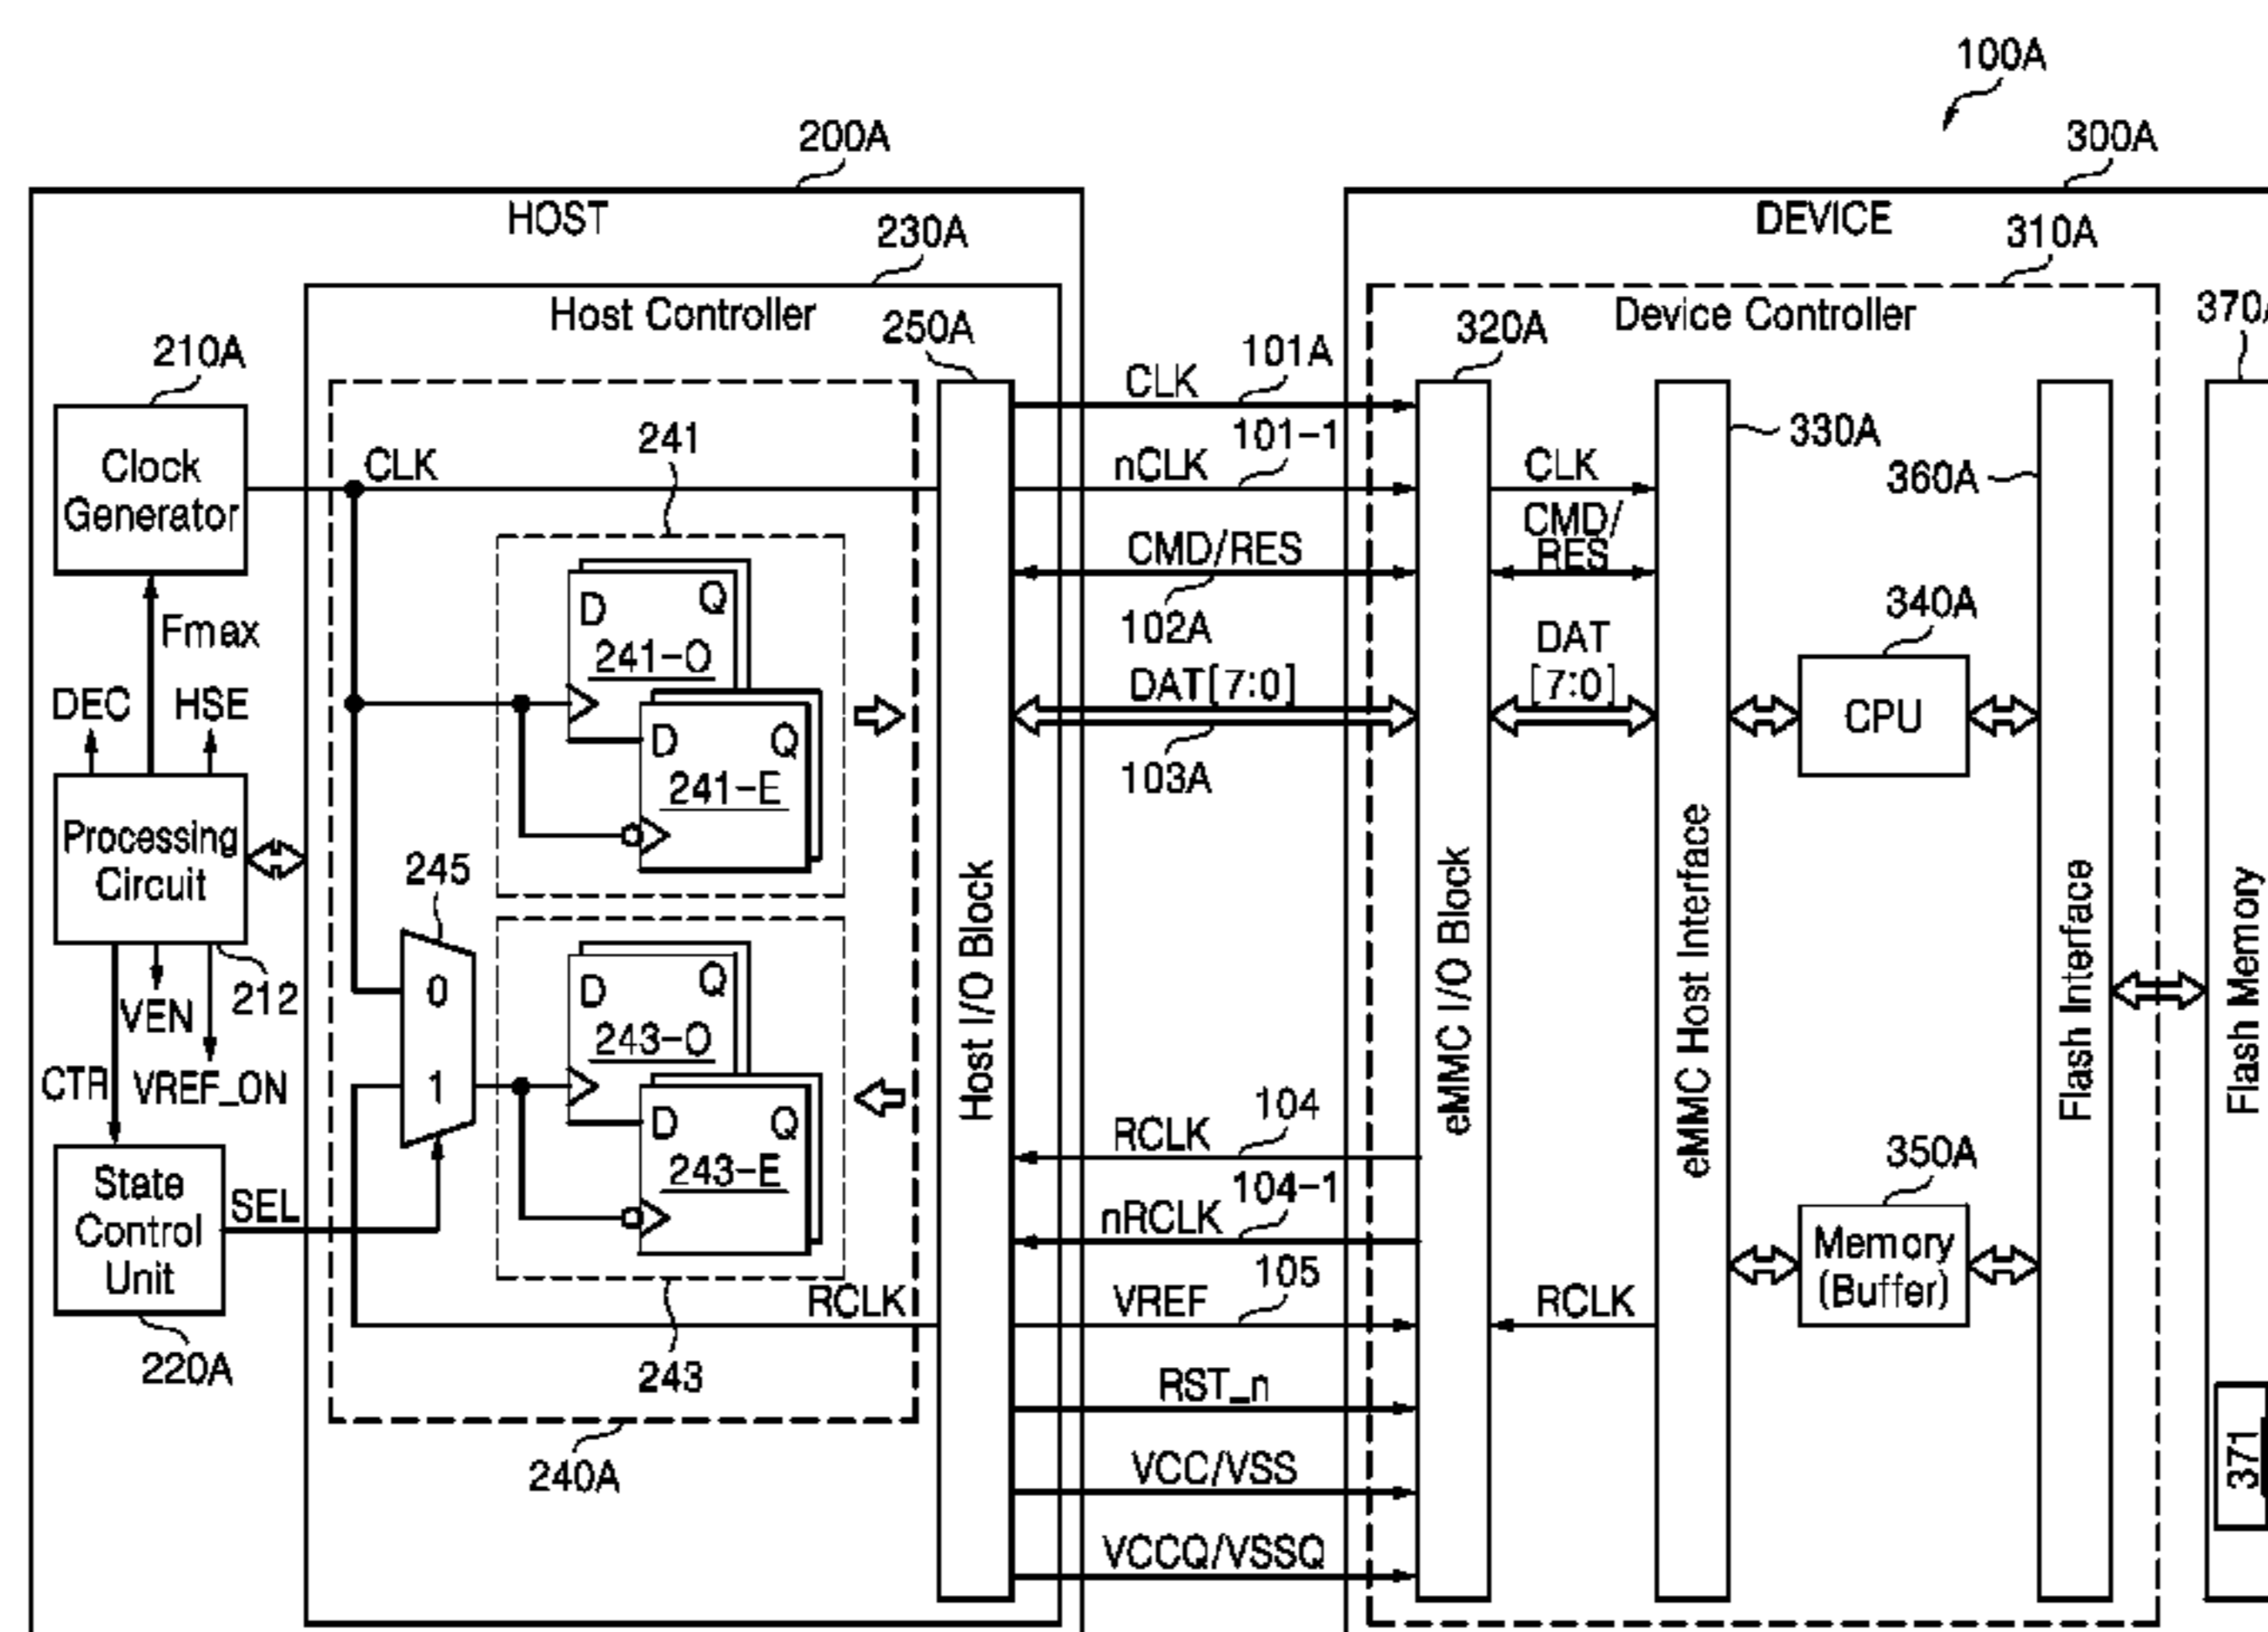 100A
200A
300A
HOST
DEVICE
230A
310A
Host Controller
Device Controller
250A
320A
370A
210A
CLK
101A
Clock
Generator
CLK
241
nCLK
101-1
CLK
330A
360A
CMD/RES
CMD/
RES
102A
D Q
241-O
Fmax
DEC
HSE
DAT[7:0]
DAT
[7:0]
340A
CPU
103A
D Q
241-E
Processing
Circuit
245
212
0
1
VEN
CTR
VREF_ON
D Q
243-O
D Q
243-E
Host I/O Block
eMMC I/O Block
eMMC Host Interface
Flash Interface
Flash Memory
RCLK
104
nRCLK
104-1
350A
Memory
(Buffer)
State
Control
Unit
SEL
220A
RCLK
VREF
105
RCLK
243
RST_n
240A
VCC/VSS
371
VCCQ/VSSQ